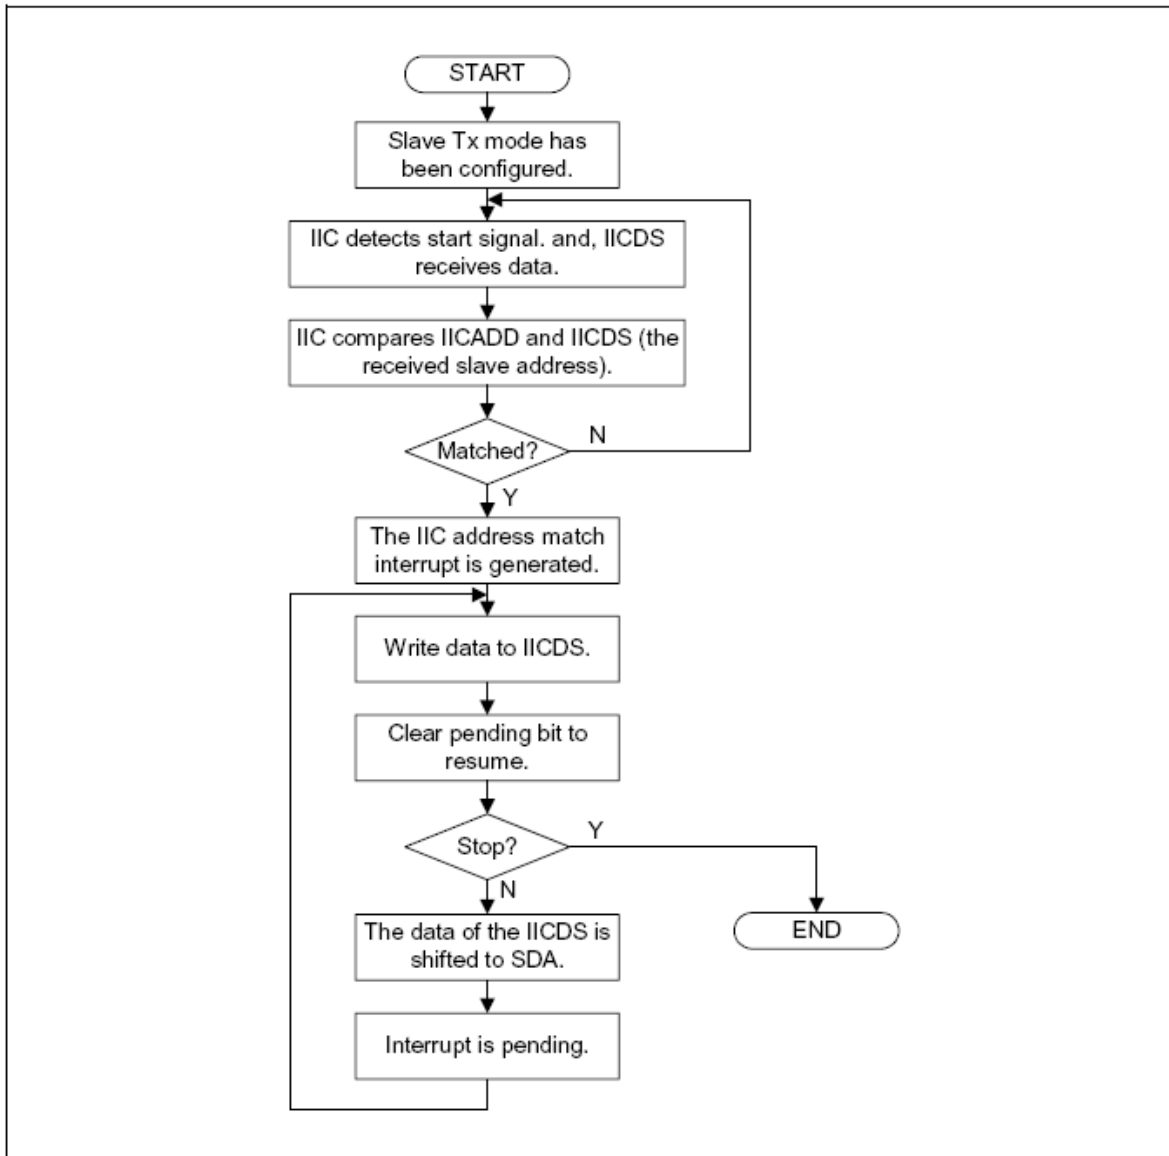 START
Slave Tx mode has
been configured.
IIC detects start signal. and, IICDS
receives data.
IIC compares IICADD and IICDS (the
received slave address).
Matched?
N
Y
The IIC address match
interrupt is generated.
Write data to IICDS.
Clear pending bit to
resume.
Stop?
Y
N
The data of the IICDS is
shifted to SDA.
END
Interrupt is pending.